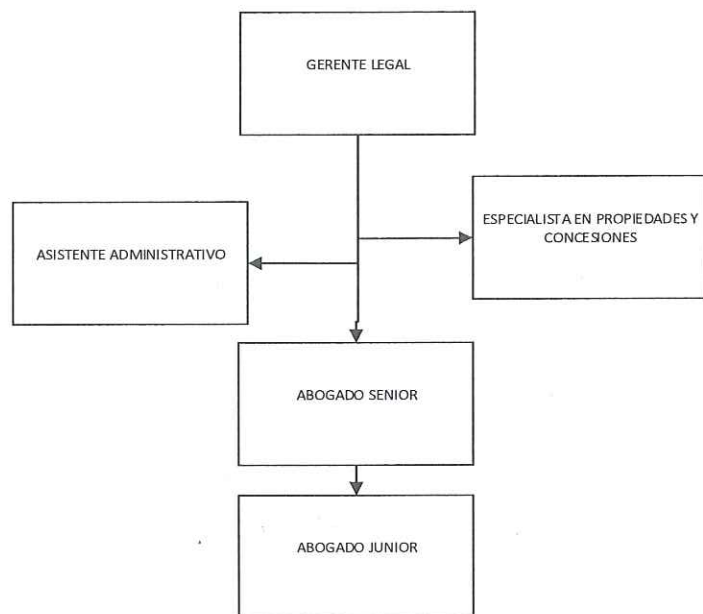 GERENTE LEGAL
ESPECIALISTA EN PROPIEDADES Y
CONCESIONES
ASISTENTE ADMINISTRATIVO
ABOGADO SENIOR
ABOGADO JUNIOR